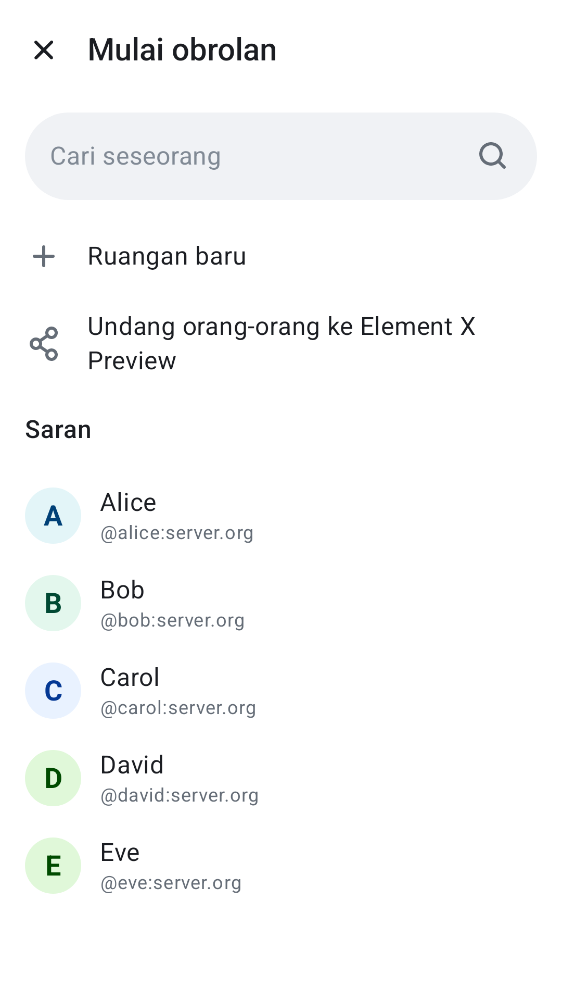 Mulai obrolan
Cari seseorang
Ruangan baru
Undang orang-orang ke Element X
Preview
Saran
A
Alice
@alice:server.org
B
Bob
@bob:server.org
C
Carol
@carol:server.org
D
David
@david:server.org
E
Eve
@eve:server.org